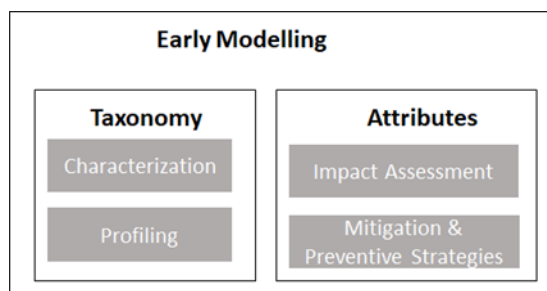 Early Modelling
Taxonomy
Characterization
Profiling
Attributes
Impact Assessment
Mitigation &
Preventive Strategies